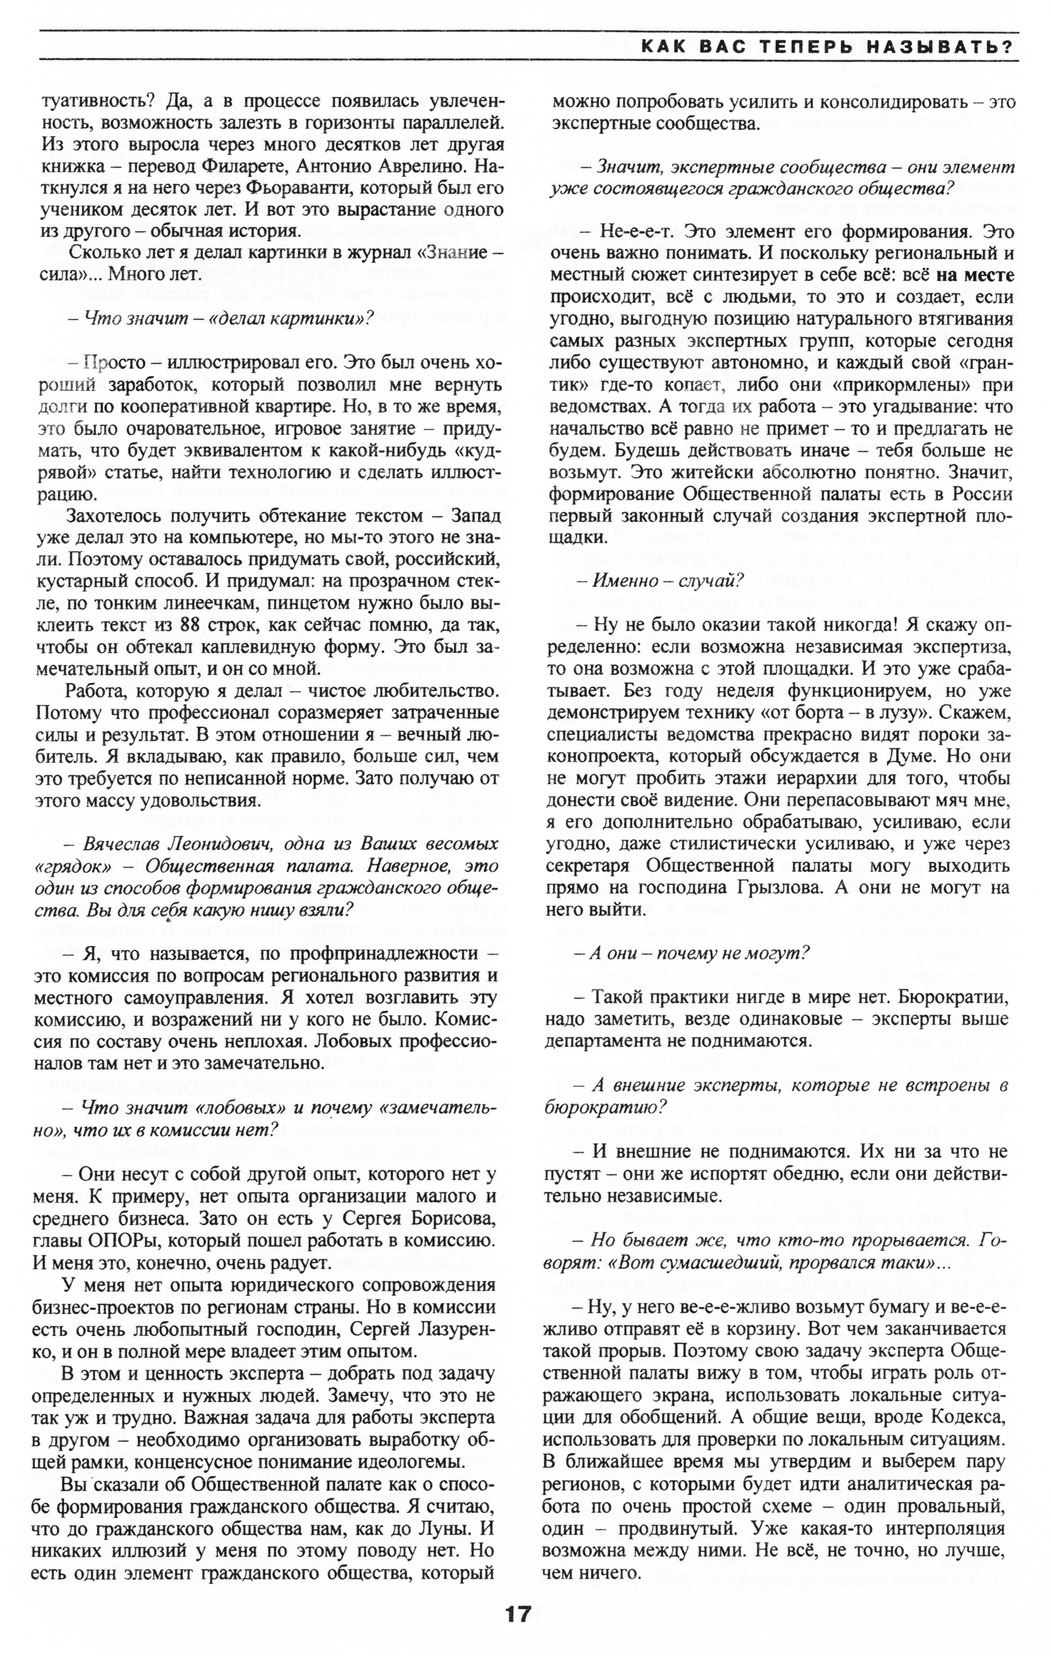 КАК ВАС ТЕПЕРЬ НАЗЫВАТЬ?
туативность? Да, а в процессе появилась увлечен-
ность, возможность залезть в горизонты параллелей.
Из этого выросла через много десятков лет другая
книжка – перевод Филарете, Антонио Аврелино. На-
ткнулся я на него через Фьораванти, который был его
учеником десяток лет. И вот это вырастание одного
из другого – обычная история.
Сколько лет я делал картинки в журнал «Знание –
сила»... Много лет.
– Что значит – «делал картинки»?
– Просто – иллюстрировал его. Это был очень хо-
роший заработок, который позволил мне вернуть
долги по кооперативной квартире. Но, в то же время,
это было очаровательное, игровое занятие – приду-
мать, что будет эквивалентом к какой-нибудь «куд-
рявой» статье, найти технологию и сделать иллюст-
рацию.
Захотелось получить обтекание текстом – Запад
уже делал это на компьютере, но мы-то этого не зна-
ли. Поэтому оставалось придумать свой, российский,
кустарный способ. И придумал: на прозрачном стек-
ле, по тонким линеечкам, пинцетом нужно было вы-
клеить текст из 88 строк, как сейчас помню, да так,
чтобы он обтекал каплевидную форму. Это был за-
мечательный опыт, и он со мной.
Работа, которую я делал – чистое любительство.
Потому что профессионал соразмеряет затраченные
силы и результат. В этом отношении я – вечный лю-
битель. Я вкладываю, как правило, больше сил, чем
это требуется по неписанной норме. Зато получаю от
этого массу удовольствия.
– Вячеслав Леонидович, одна из Ваших весомых
«грядок» – Общественная палата. Наверное, это
один из способов формирования гражданского обще-
ства. Вы для себя какую нишу взяли?
– Я, что называется, по профпринадлежности –
это комиссия по вопросам регионального развития и
местного самоуправления. Я хотел возглавить эту
комиссию, и возражений ни у кого не было. Комис-
сия по составу очень неплохая. Лобовых профессио-
налов там нет и это замечательно.
– Что значит «лобовых» и почему «замечатель-
но», что их в комиссии нет?
– Они несут с собой другой опыт, которого нет у
меня. К примеру, нет опыта организации малого и
среднего бизнеса. Зато он есть у Сергея Борисова,
главы ОПОРы, который пошел работать в комиссию.
И меня это, конечно, очень радует.
У меня нет опыта юридического сопровождения
бизнес-проектов по регионам страны. Но в комиссии
есть очень любопытный господин, Сергей Лазурен-
ко, и он в полной мере владеет этим опытом.
В этом и ценность эксперта – добрать под задачу
определенных и нужных людей. Замечу, что это не
так уж и трудно. Важная задача для работы эксперта
в другом – необходимо организовать выработку об-
щей рамки, конценсусное понимание идеологемы.
Вы сказали об Общественной палате как о спосо-
бе формирования гражданского общества. Я считаю,
что до гражданского общества нам, как до Луны. И
никаких иллюзий у меня по этому поводу нет. Но
есть один элемент гражданского общества, который
можно попробовать усилить и консолидировать – это
экспертные сообщества.
– Значит, экспертные сообщества – они элемент
уже состоявщегося гражданского общества?
– Не-е-е-т. Это элемент его формирования. Это
очень важно понимать. И поскольку региональный и
местный сюжет синтезирует в себе всё: всё на месте
происходит, всё с людьми, то это и создает, если
угодно, выгодную позицию натурального втягивания
самых разных экспертных групп, которые сегодня
либо существуют автономно, и каждый свой «гран-
тик» где-то копает, либо они «прикормлены» при
ведомствах. А тогда их работа – это угадывание: что
начальство всё равно не примет – то и предлагать не
будем. Будешь действовать иначе – тебя больше не
возьмут. Это житейски абсолютно понятно. Значит,
формирование Общественной палаты есть в России
первый законный случай создания экспертной пло-
щадки.
– Именно – случай?
– Ну не было оказии такой никогда! Я скажу оп-
ределенно: если возможна независимая экспертиза,
то она возможна с этой площадки. И это уже сраба-
тывает. Без году неделя функционируем, но уже
демонстрируем технику «от борта – в лузу». Скажем,
специалисты ведомства прекрасно видят пороки за-
конопроекта, который обсуждается в Думе. Но они
не могут пробить этажи иерархии для того, чтобы
донести своё видение. Они перепасовывают мяч мне,
я его дополнительно обрабатываю, усиливаю, если
угодно, даже стилистически усиливаю, и уже через
секретаря Общественной палаты могу выходить
прямо на господина Грызлова. А они не могут на
него выйти.
– А они – почему не могут?
– Такой практики нигде в мире нет. Бюрократии,
надо заметить, везде одинаковые – эксперты выше
департамента не поднимаются.
– А внешние эксперты, которые не встроены в
бюрократию?
– И внешние не поднимаются. Их ни за что не
пустят – они же испортят обедню, если они действи-
тельно независимые.
– Но бывает же, что кто-то прорывается. Го-
ворят: «Вот сумасшедший, прорвался таки»...
– Ну, у него ве-е-е-жливо возьмут бумагу и ве-е-е-
жливо отправят её в корзину. Вот чем заканчивается
такой прорыв. Поэтому свою задачу эксперта Обще-
ственной палаты вижу в том, чтобы играть роль от-
ражающего экрана, использовать локальные ситуа-
ции для обобщений. А общие вещи, вроде Кодекса,
использовать для проверки по локальным ситуациям.
В ближайшее время мы утвердим и выберем пару
регионов, с которыми будет идти аналитическая ра-
бота по очень простой схеме – один провальный,
один – продвинутый. Уже какая-то интерполяция
возможна между ними. Не всё, не точно, но лучше,
чем ничего.
17